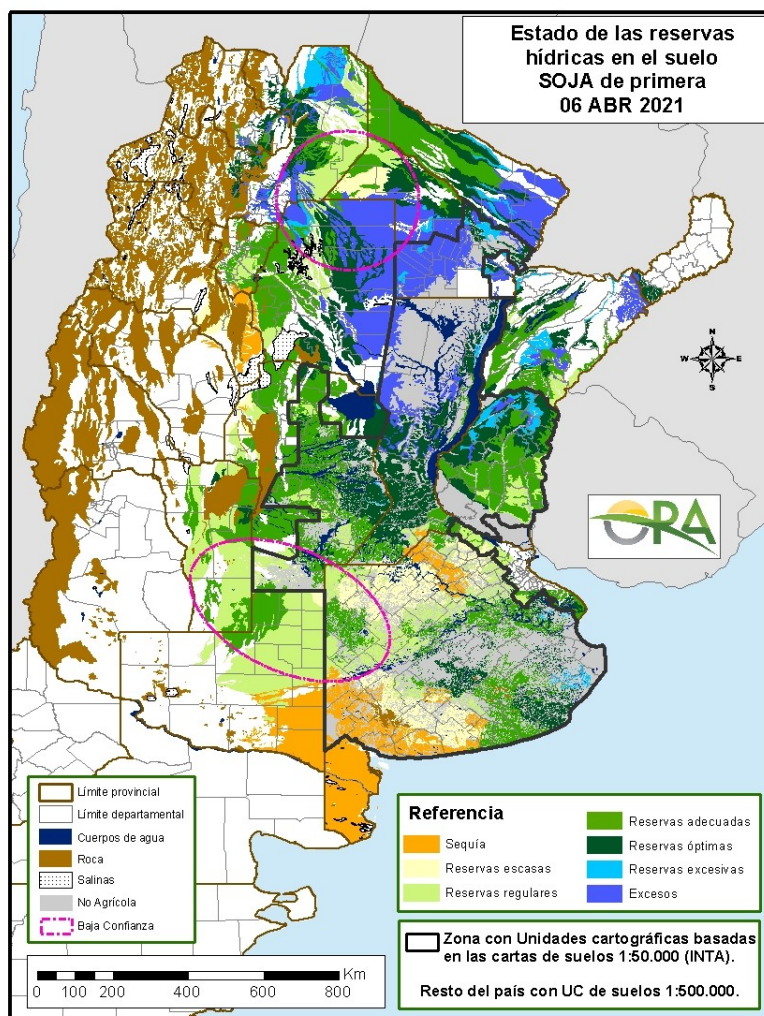 Estado de las reservas
hídricas en el suelo
SOJA de primera
06 ABR 2021
N
W
E
S
OPA
Límite provincial
Límite departamental
Cuerpos de agua
Roca
Salinas
No Agrícola
Baja Confianza
Referencia
Sequía
Reservas escasas
Reservas regulares
Reservas adecuadas
Reservas óptimas
Reservas excesivas
Excesos
Km
0 50 100 200 400 600 800
Zona con Unidades cartográficas basadas
en las cartas de suelos 1:50.000 (INTA).
Resto del país con UC de suelos 1:500.000.